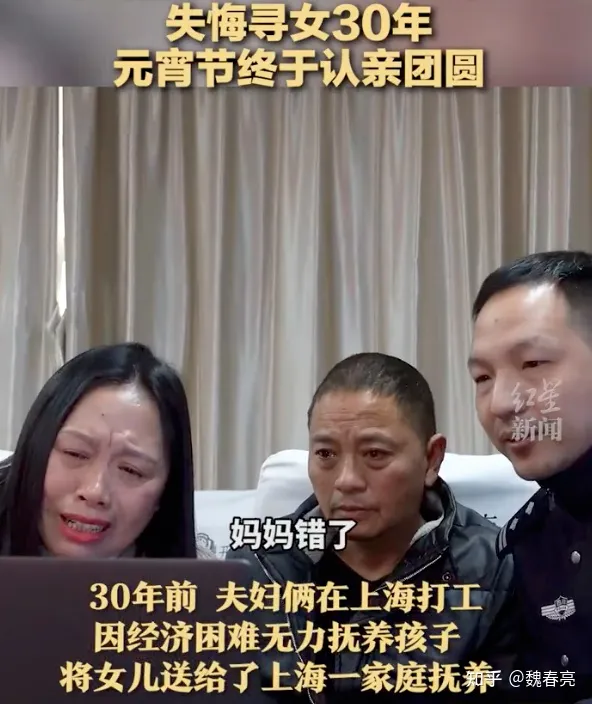 失悔寻女30年
元宵节终于认亲团圆
红星
新闻
妈妈错了
30年前 夫妇俩在上海打工
因经济困难无力抚养孩子
将女儿送给了上海一家庭抚养
知乎 @魏春亮